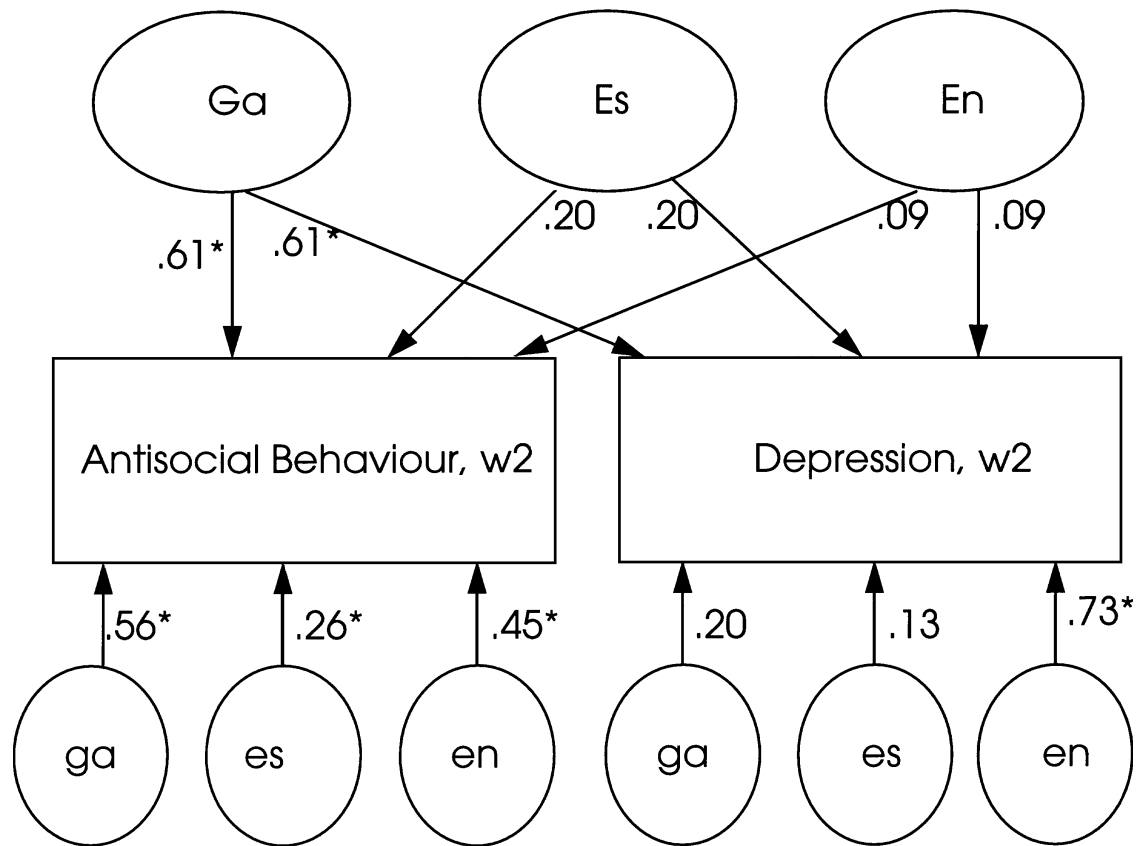 Ga
Es
En
.61*
.61*
.20
.20
.09
.09
Antisocial Behaviour, w2
Depression, w2
.56*
.26*
.45*
.20
.13
.73*
ga
es
en
ga
es
en